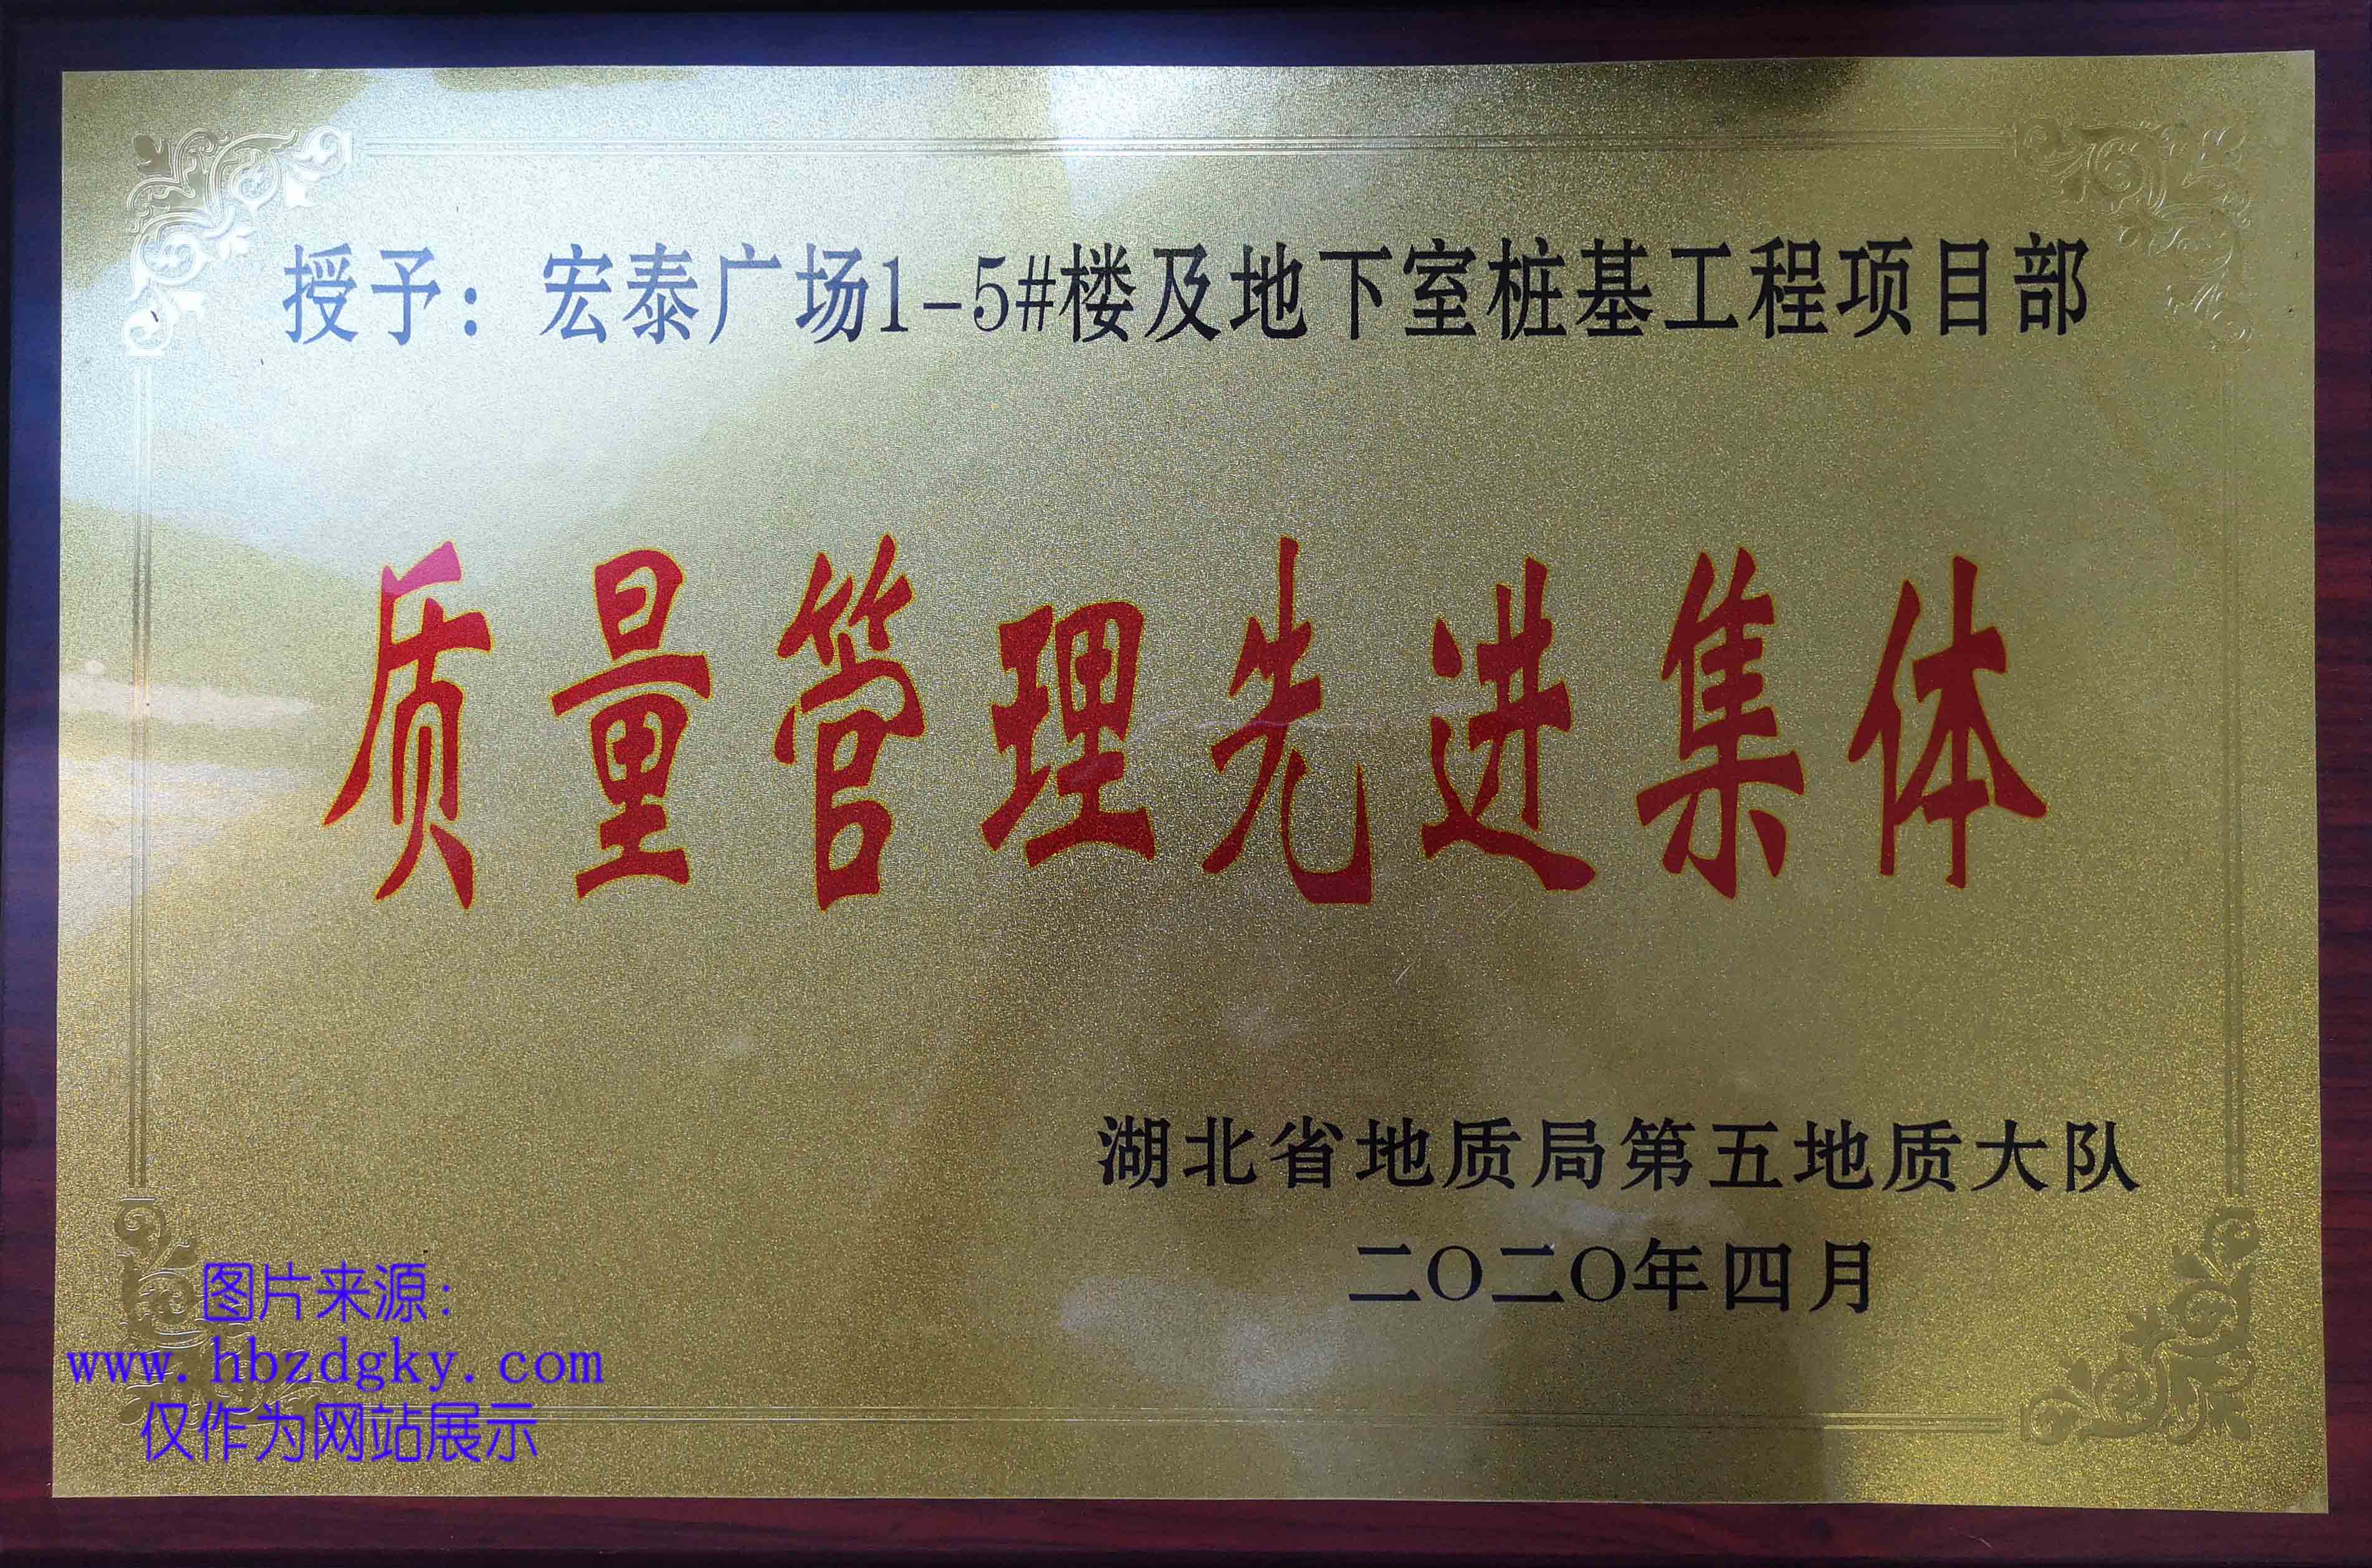 授予：宏泰广场1-5#楼及地下室桩基工程项目部
质量管理先进集体
湖北省地质局第五地质大队
二〇二〇年四月
图片来源：
www.hbzdgky.com
仅作为网站展示